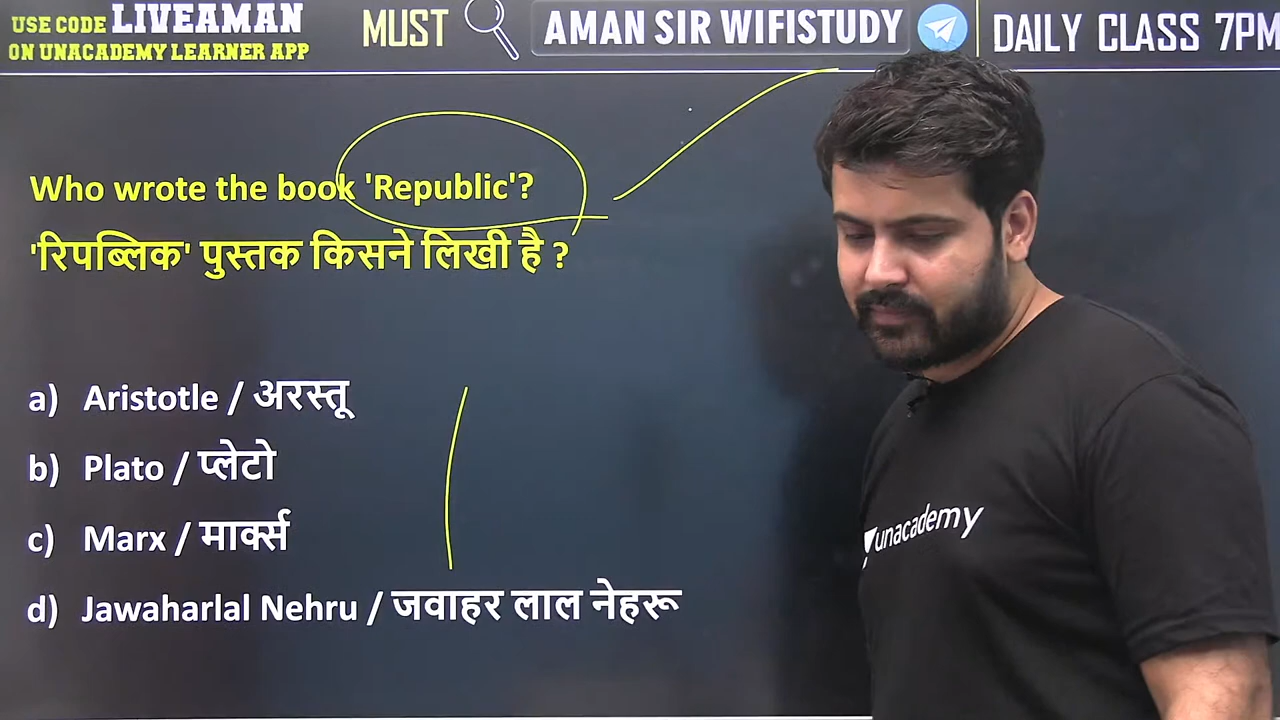 USE CODE LIVEAMAN
ON UNACADEMY LEARNER APP
MUST
AMAN SIR WIFISTUDY
DAILY CLASS 7PM
Who wrote the book 'Republic'?
'रिपब्लिक' पुस्तक किसने लिखी है ?
a) Aristotle / अरस्तू
b) Plato / प्लेटो
c) Marx / मार्क्स
d) Jawaharlal Nehru / जवाहर लाल नेहरू
unacademy